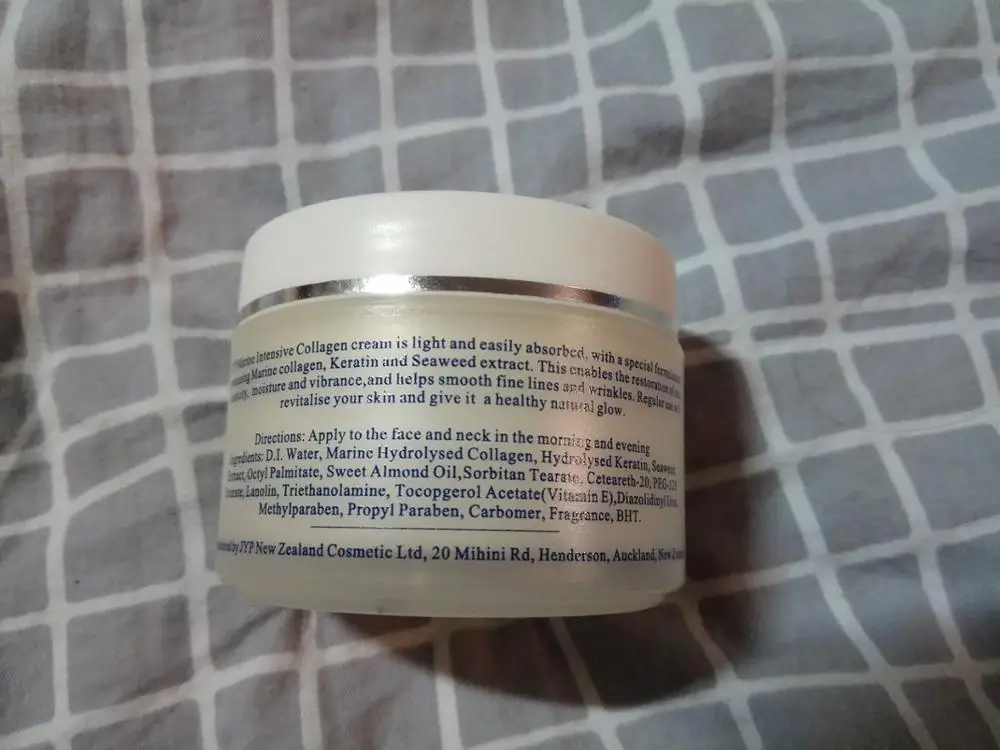 Marine Intensive Collagen cream is light and easily absorbed, with a special
Marine collagen, Keratin and Seaweed extract. This enables the restoration of
moisture and vibrance,and helps smooth fine lines and wrinkles. Regular use
revitalise your skin and give it a healthy natural glow.
Directions: Apply to the face and neck in the morning and evening
Ingredients: D.I. Water, Marine Hydrolysed Collagen, Hydrolysed Keratin, Seaweed
Extract, Octyl Palmitate, Sweet Almond Oil,Sorbitan Tearate, Ceteareth-20, PEG-120
Lanolin, Triethanolamine, Tocopgerol Acetate(Vitamin E),Diazolidinyl Urea,
Methylparaben, Propyl Paraben, Carbomer, Fragrance, BHT.
by JYP New Zealand Cosmetic Ltd, 20 Mihini Rd, Henderson, Auckland, New